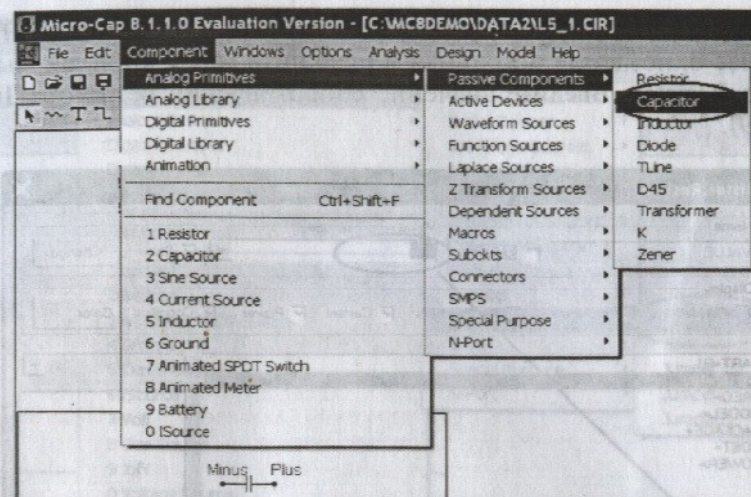 Micro-Cap 8.1.1.0 Evaluation Version - [C:\MC8DEMO\DATA2\L5_1.CIR]
File Edit Component Windows Options Analysis Design Model Help
Analog Primitives
Analog Library
Digital Primitives
Digital Library
Animation
Find Component Ctrl+Shift+F
1 Resistor
2 Capacitor
3 Sine Source
4 Current Source
5 Inductor
6 Ground
7 Animated SPDT Switch
8 Animated Meter
9 Battery
0 ISource
Passive Components
Active Devices
Waveform Sources
Function Sources
Laplace Sources
Z Transform Sources
Dependent Sources
Macros
Subckts
Connectors
SMPS
Special Purpose
N-Port
Resistor
Capacitor
Inductor
Diode
TLine
D45
Transformer
K
Zener
Minus Plus